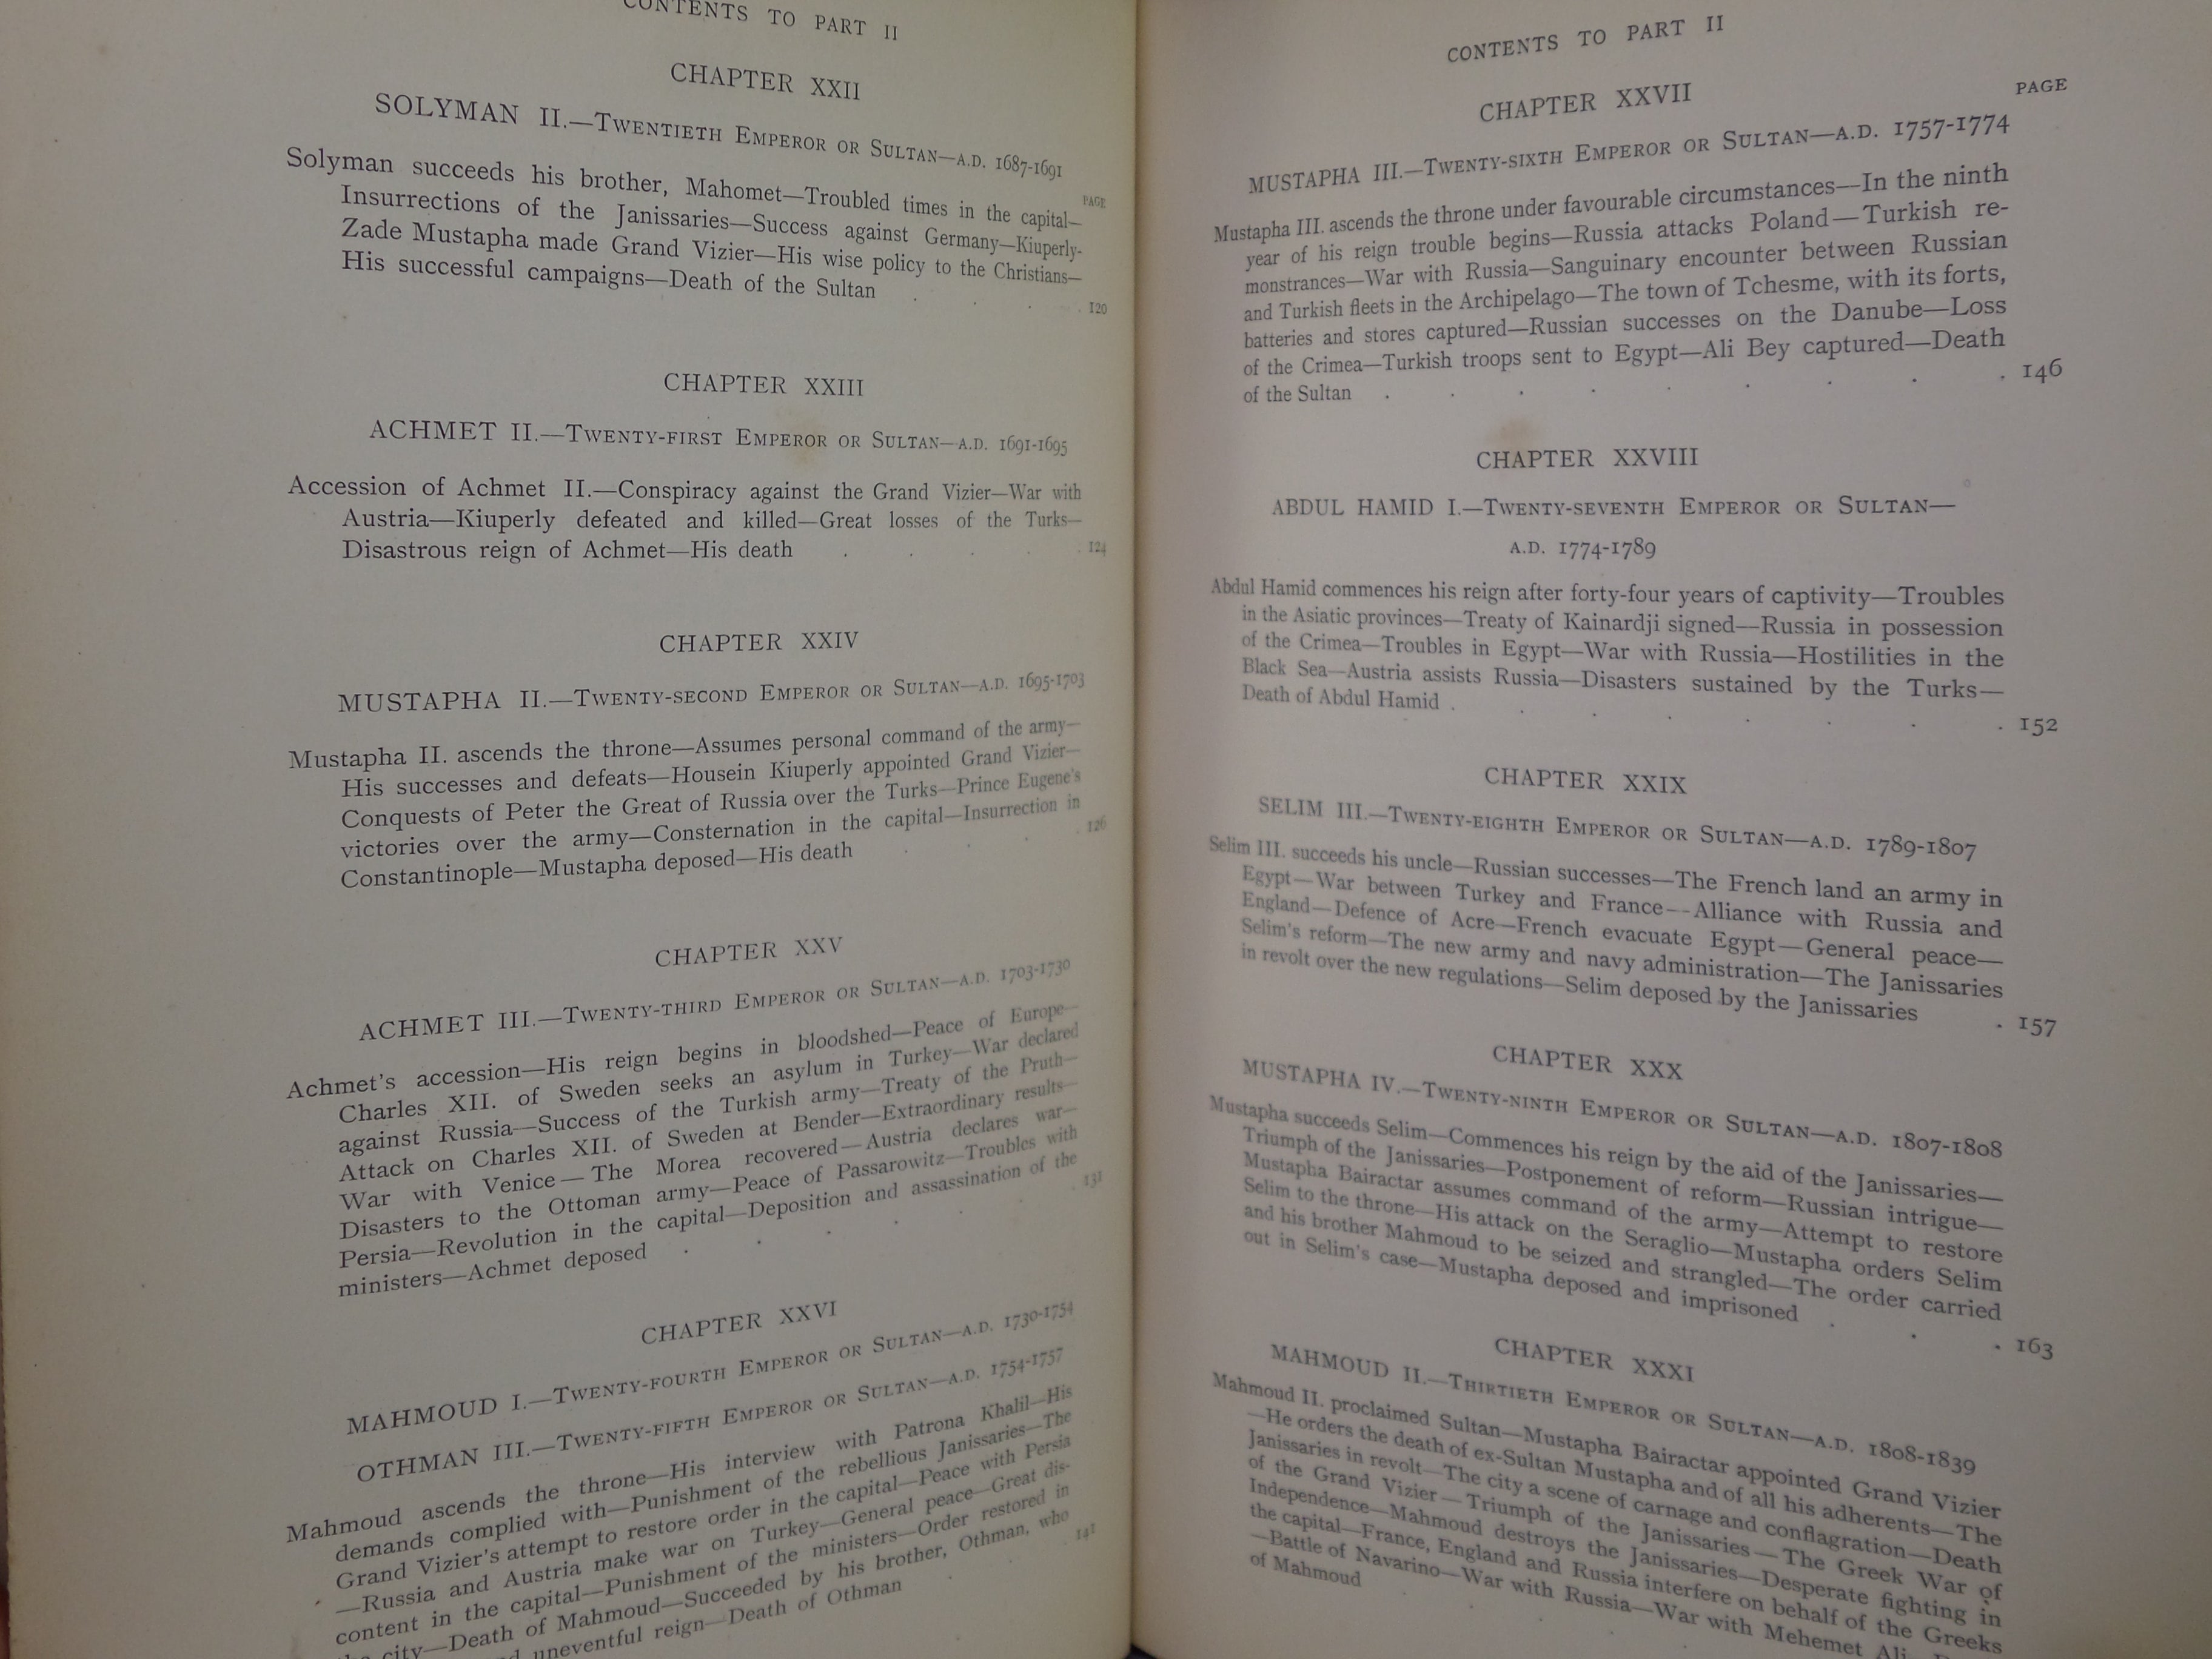 CONTENTS TO PART II
CHAPTER XXII
SOLYMAN II.—TWENTIETH EMPEROR OR SULTAN—A.D. 1687-1691
PAGE
Solyman succeeds his brother, Mahomet—Troubled times in the capital—
Insurrections of the Janissaries—Success against Germany—Kiuperly-
Zade Mustapha made Grand Vizier—His wise policy to the Christians—
His successful campaigns—Death of the Sultan . . . 120
CHAPTER XXIII
ACHMET II.—TWENTY-FIRST EMPEROR OR SULTAN—A.D. 1691-1695
Accession of Achmet II.—Conspiracy against the Grand Vizier—War with
Austria—Kiuperly defeated and killed—Great losses of the Turks—
Disastrous reign of Achmet—His death . . . . 124
CHAPTER XXIV
MUSTAPHA II.—TWENTY-SECOND EMPEROR OR SULTAN—A.D. 1695-1703
Mustapha II. ascends the throne—Assumes personal command of the army—
His successes and defeats—Housein Kiuperly appointed Grand Vizier—
Conquests of Peter the Great of Russia over the Turks—Prince Eugene's
victories over the army—Consternation in the capital—Insurrection in
Constantinople—Mustapha deposed—His death . . . 126
CHAPTER XXV
ACHMET III.—TWENTY-THIRD EMPEROR OR SULTAN—A.D. 1703-1730
Achmet's accession—His reign begins in bloodshed—Peace of Europe—
Charles XII. of Sweden seeks an asylum in Turkey—War declared
against Russia—Success of the Turkish army—Treaty of the Pruth—
Attack on Charles XII. of Sweden at Bender—Extraordinary results—
War with Venice—The Morea recovered—Austria declares war—
Disasters to the Ottoman army—Peace of Passarowitz—Troubles with
Persia—Revolution in the capital—Deposition and assassination of the
ministers—Achmet deposed . . . . . 131
CHAPTER XXVI
MAHMOUD I.—TWENTY-FOURTH EMPEROR OR SULTAN—A.D. 1730-1754
OTHMAN III.—TWENTY-FIFTH EMPEROR OR SULTAN—A.D. 1754-1757
Mahmoud ascends the throne—His interview with Patrona Khalil—His
demands complied with—Punishment of the rebellious Janissaries—The
Grand Vizier's attempt to restore order in the capital—Peace with Persia
—Russia and Austria make war on Turkey—General peace—Great dis-
content in the capital—Punishment of the ministers—Order restored in
city—Death of Mahmoud—Succeeded by his brother, Othman, who
uneventful reign—Death of Othman . . 141
CONTENTS TO PART II
CHAPTER XXVII
PAGE
MUSTAPHA III.—TWENTY-SIXTH EMPEROR OR SULTAN—A.D. 1757-1774
Mustapha III. ascends the throne under favourable circumstances—In the ninth
year of his reign trouble begins—Russia attacks Poland—Turkish re-
monstrances—War with Russia—Sanguinary encounter between Russian
and Turkish fleets in the Archipelago—The town of Tchesme, with its forts,
batteries and stores captured—Russian successes on the Danube—Loss
of the Crimea—Turkish troops sent to Egypt—Ali Bey captured—Death
of the Sultan . . . . . . . . 146
CHAPTER XXVIII
ABDUL HAMID I.—TWENTY-SEVENTH EMPEROR OR SULTAN—
A.D. 1774-1789
Abdul Hamid commences his reign after forty-four years of captivity—Troubles
in the Asiatic provinces—Treaty of Kainardji signed—Russia in possession
of the Crimea—Troubles in Egypt—War with Russia—Hostilities in the
Black Sea—Austria assists Russia—Disasters sustained by the Turks—
Death of Abdul Hamid . . . . . . . 152
CHAPTER XXIX
SELIM III.—TWENTY-EIGHTH EMPEROR OR SULTAN—A.D. 1789-1807
Selim III. succeeds his uncle—Russian successes—The French land an army in
Egypt—War between Turkey and France—Alliance with Russia and
England—Defence of Acre—French evacuate Egypt—General peace—
Selim's reform—The new army and navy administration—The Janissaries
in revolt over the new regulations—Selim deposed by the Janissaries . 157
CHAPTER XXX
MUSTAPHA IV.—TWENTY-NINTH EMPEROR OR SULTAN—A.D. 1807-1808
Mustapha succeeds Selim—Commences his reign by the aid of the Janissaries—
Triumph of the Janissaries—Postponement of reform—Russian intrigue—
Mustapha Bairactar assumes command of the army—Attempt to restore
Selim to the throne—His attack on the Seraglio—Mustapha orders Selim
and his brother Mahmoud to be seized and strangled—The order carried
out in Selim's case—Mustapha deposed and imprisoned . . . 163
CHAPTER XXXI
MAHMOUD II.—THIRTIETH EMPEROR OR SULTAN—A.D. 1808-1839
Mahmoud II. proclaimed Sultan—Mustapha Bairactar appointed Grand Vizier
—He orders the death of ex-Sultan Mustapha and of all his adherents—The
Janissaries in revolt—The city a scene of carnage and conflagration—Death
of the Grand Vizier—Triumph of the Janissaries—The Greek War of
Independence—Mahmoud destroys the Janissaries—Desperate fighting in
the capital—France, England and Russia interfere on behalf of the Greeks
—Battle of Navarino—War with Russia—War with Mehemet Ali
of Mahmoud